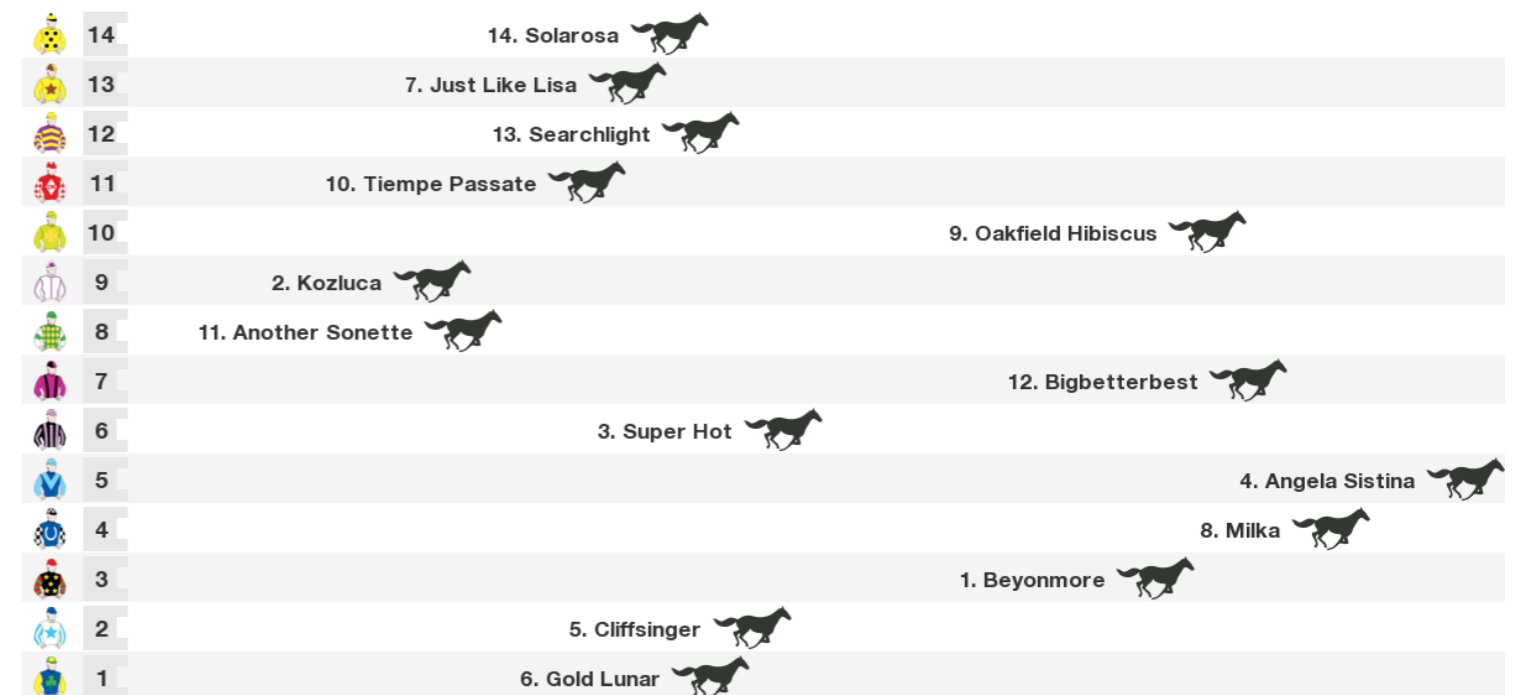 14 14. Solarosa
13 7. Just Like Lisa
12 13. Searchlight
11 10. Tiempe Passate
10 9. Oakfield Hibiscus
9 2. Kozluca
8 11. Another Sonette
7 12. Bigbetterbest
6 3. Super Hot
5 4. Angela Sistina
4 8. Milka
3 1. Beyonmore
2 5. Cliffsinger
1 6. Gold Lunar